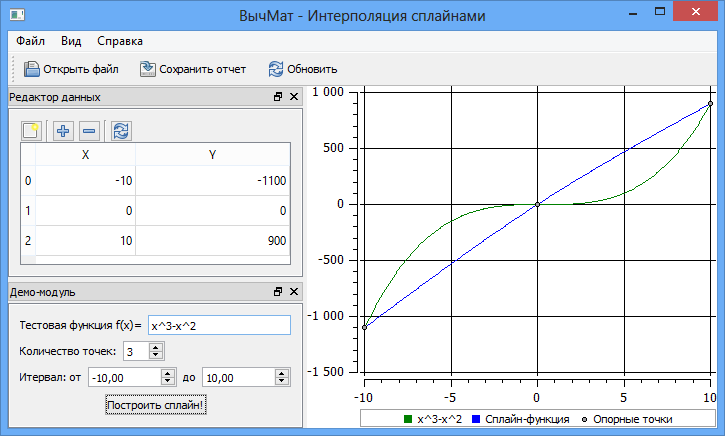 ВычМат - Интерполяция сплайнами
Файл Вид Справка
Открыть файл Сохранить отчет Обновить
Редактор данных
X Y
0 -10 -1100
1 0 0
2 10 900
Демо-модуль
Тестовая функция f(x)= x^3-x^2
Количество точек: 3
Итервал: от -10,00 до 10,00
Построить сплайн!
1 000
500
0
-500
-1 000
-1 500
-10 -5 0 5 10
x^3-x^2 Сплайн-функция Опорные точки